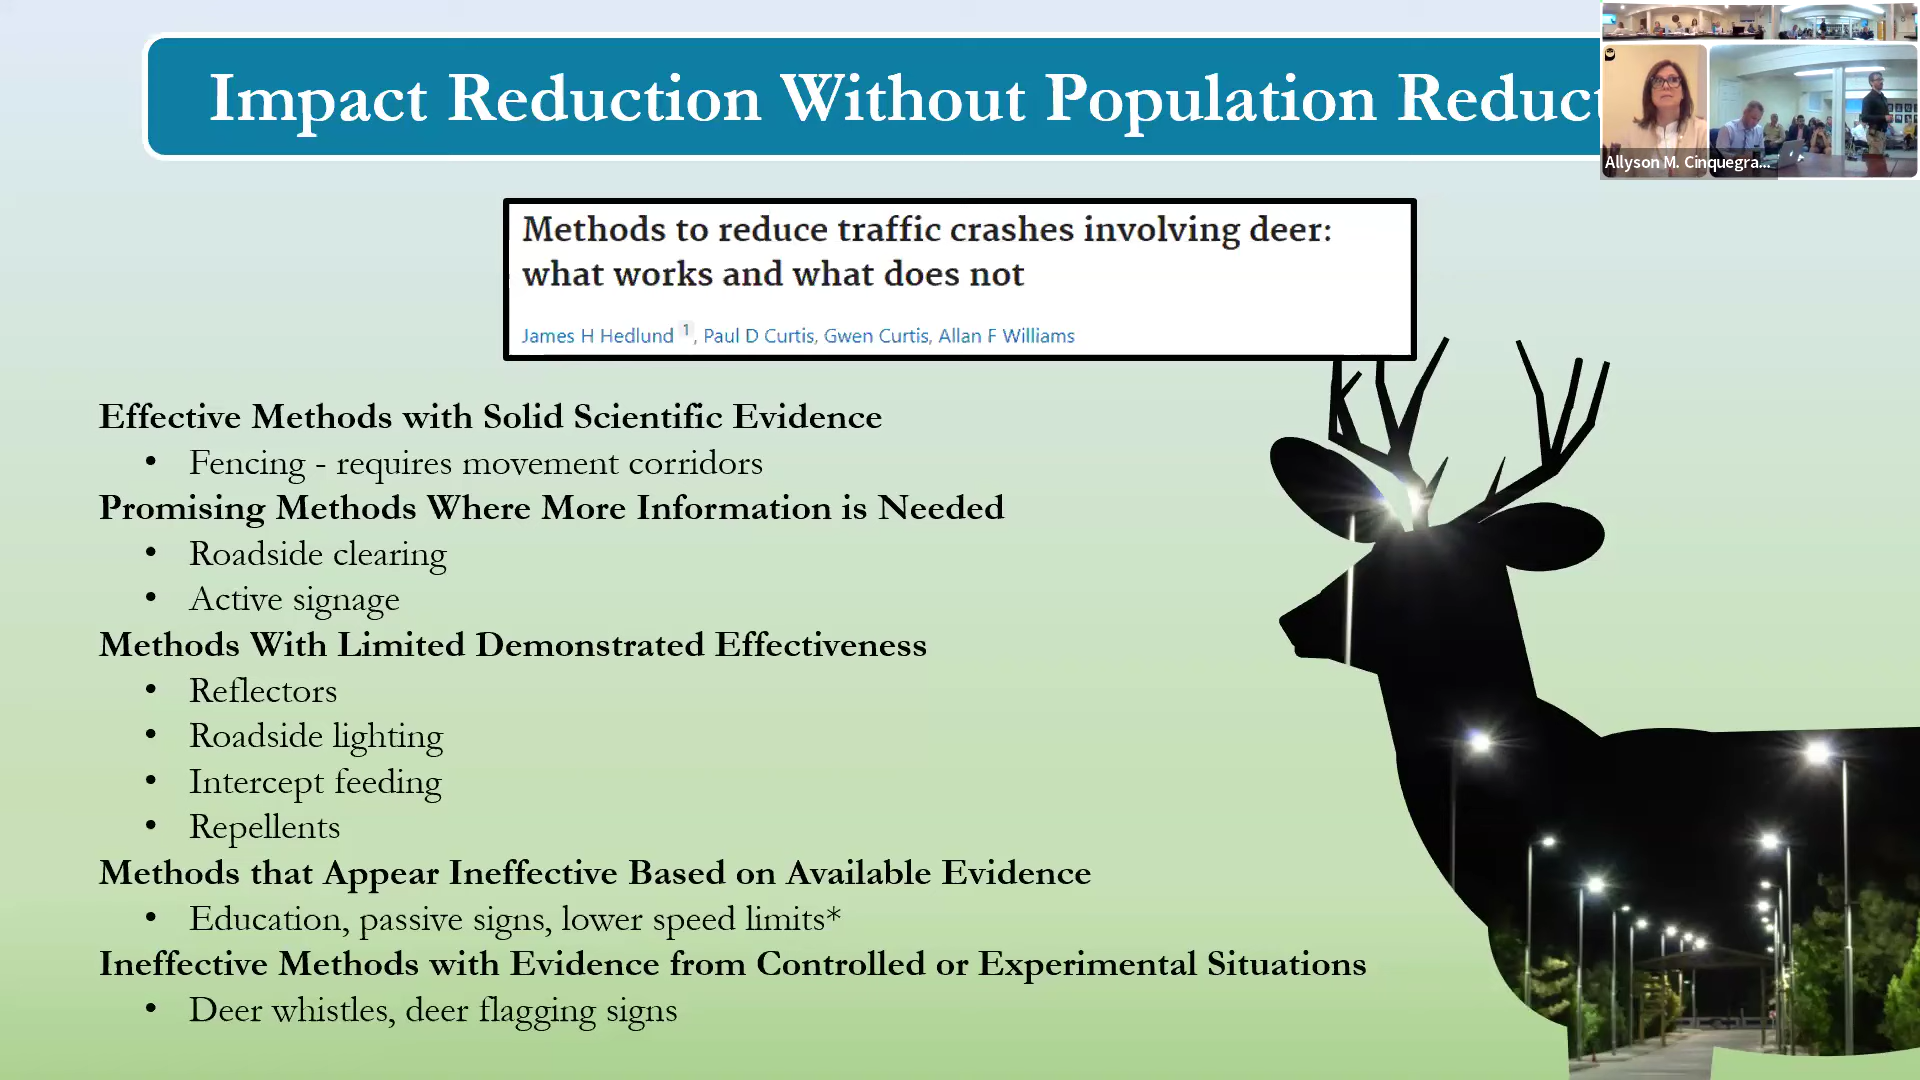 Impact Reduction Without Population Reduct
Allyson M. Cinquegra...
Methods to reduce traffic crashes involving deer:
what works and what does not
James H Hedlund 1, Paul D Curtis, Gwen Curtis, Allan F Williams
Effective Methods with Solid Scientific Evidence
• Fencing - requires movement corridors
Promising Methods Where More Information is Needed
• Roadside clearing
• Active signage
Methods With Limited Demonstrated Effectiveness
• Reflectors
• Roadside lighting
• Intercept feeding
• Repellents
Methods that Appear Ineffective Based on Available Evidence
• Education, passive signs, lower speed limits*
Ineffective Methods with Evidence from Controlled or Experimental Situations
• Deer whistles, deer flagging signs